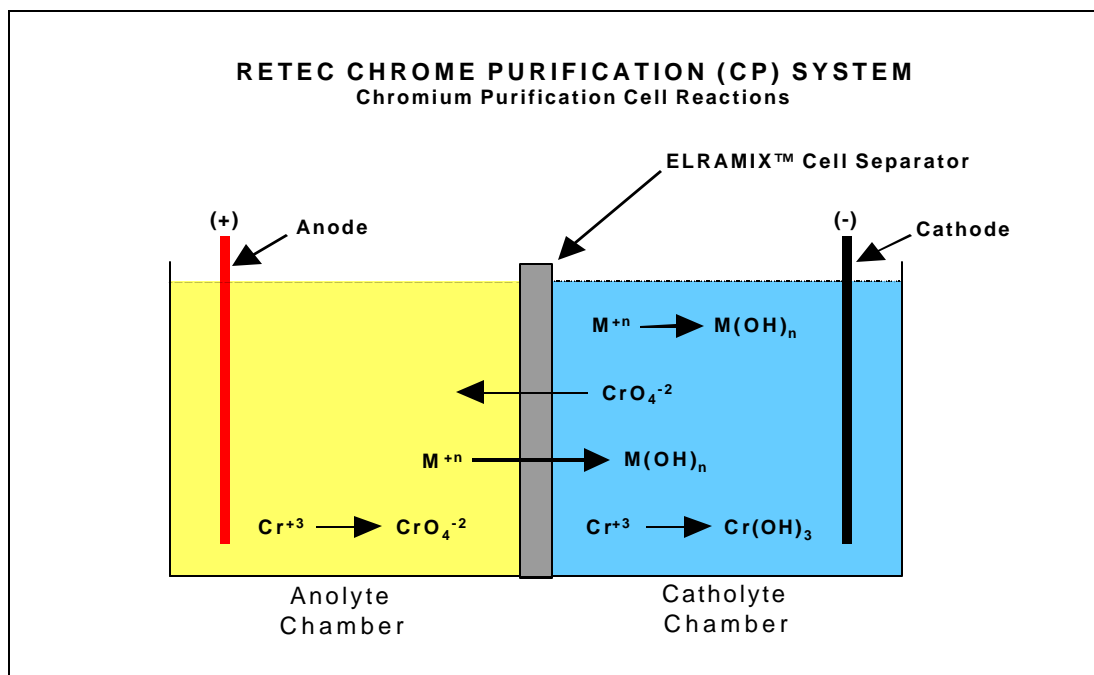 RETEC CHROME PURIFICATION (CP) SYSTEM
Chromium Purification Cell Reactions
ELRAMIX™ Cell Separator
(+)
Anode
(-)
Cathode
M⁺ⁿ M(OH)ₙ
CrO₄⁻²
M⁺ⁿ M(OH)ₙ
Cr⁺³ CrO₄⁻² Cr⁺³ Cr(OH)₃
Anolyte
Chamber
Catholyte
Chamber